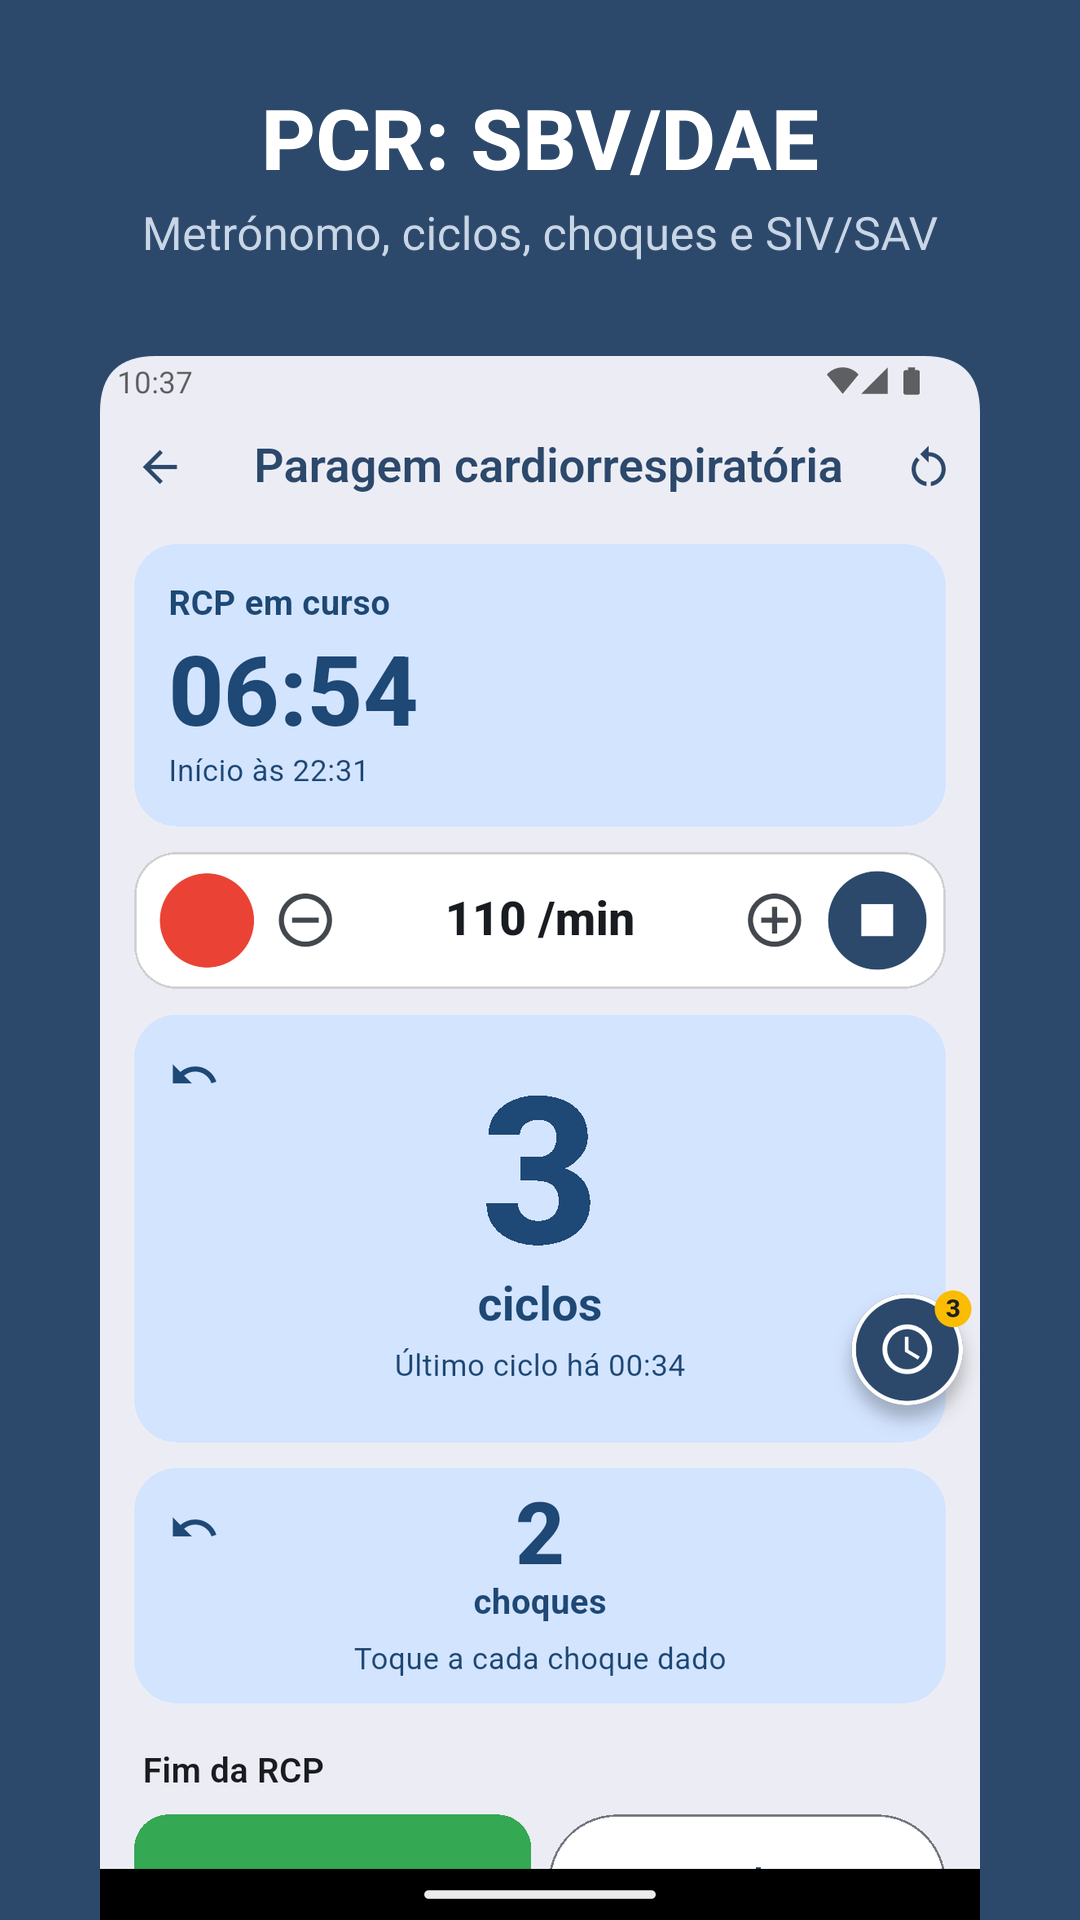 PCR: SBV/DAE
Metrónomo, ciclos, choques e SIV/SAV
10:37
Paragem cardiorrespiratória
RCP em curso
06:54
Início às 22:31
110 /min
3
ciclos
3
Último ciclo há 00:34
2
choques
Toque a cada choque dado
Fim da RCP